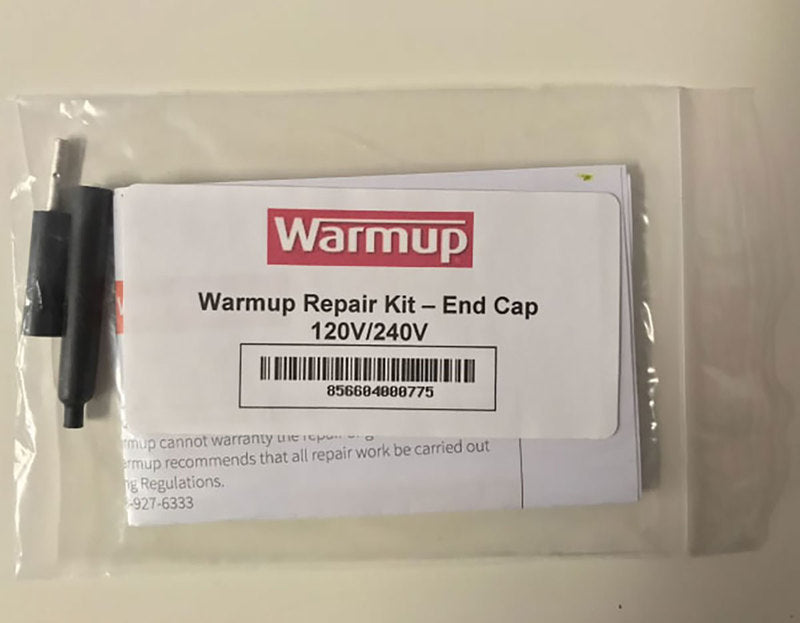 Warmup
Warmup Repair Kit – End Cap
120V/240V
856604000775
rmup cannot warranty the
rmup recommends that all repair work be carried out
ng Regulations.
-927-6333